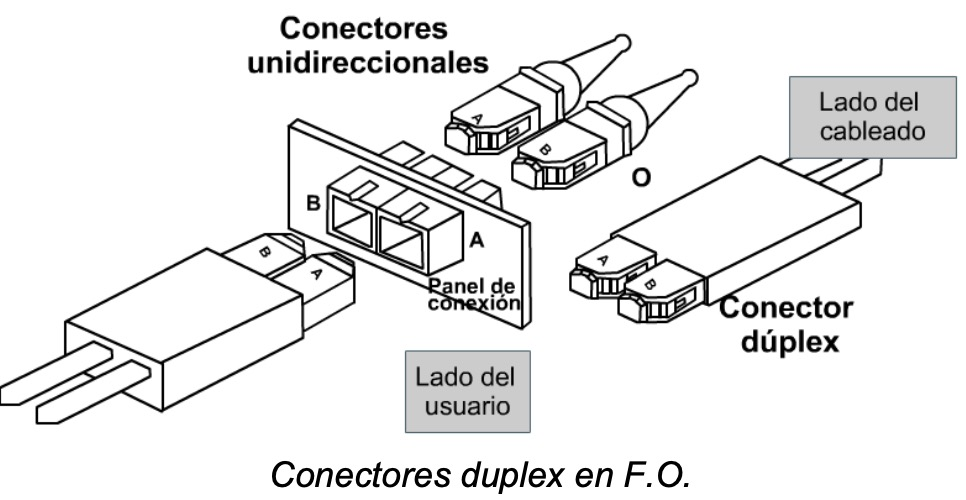 Conectores
unidireccionales
A
B
O
Lado del
cableado
B
A
Panel de
conexión
B
A
A
B
Conector
dúplex
Lado del
usuario
Conectores duplex en F.O.